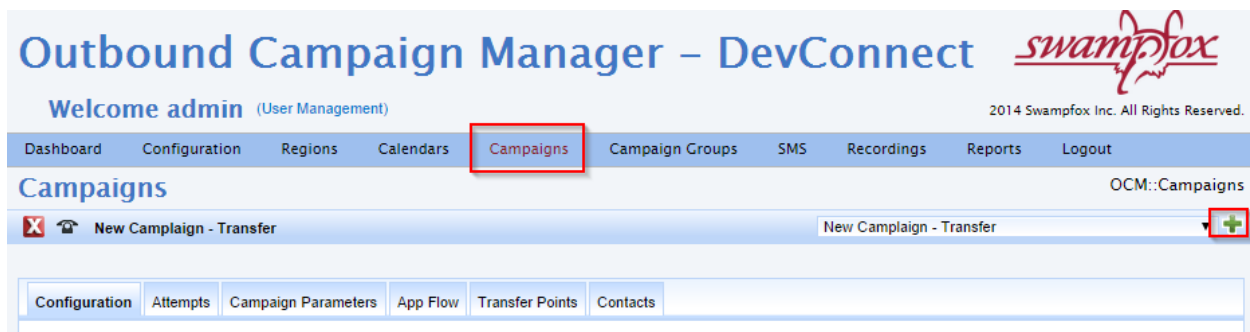 Outbound Campaign Manager – DevConnect
swampfox
Welcome admin (User Management)
2014 Swampfox Inc. All Rights Reserved.
Dashboard Configuration Regions Calendars Campaigns Campaign Groups SMS Recordings Reports Logout
Campaigns
OCM::Campaigns
X New Camplaign - Transfer
New Camplaign - Transfer
Configuration Attempts Campaign Parameters App Flow Transfer Points Contacts